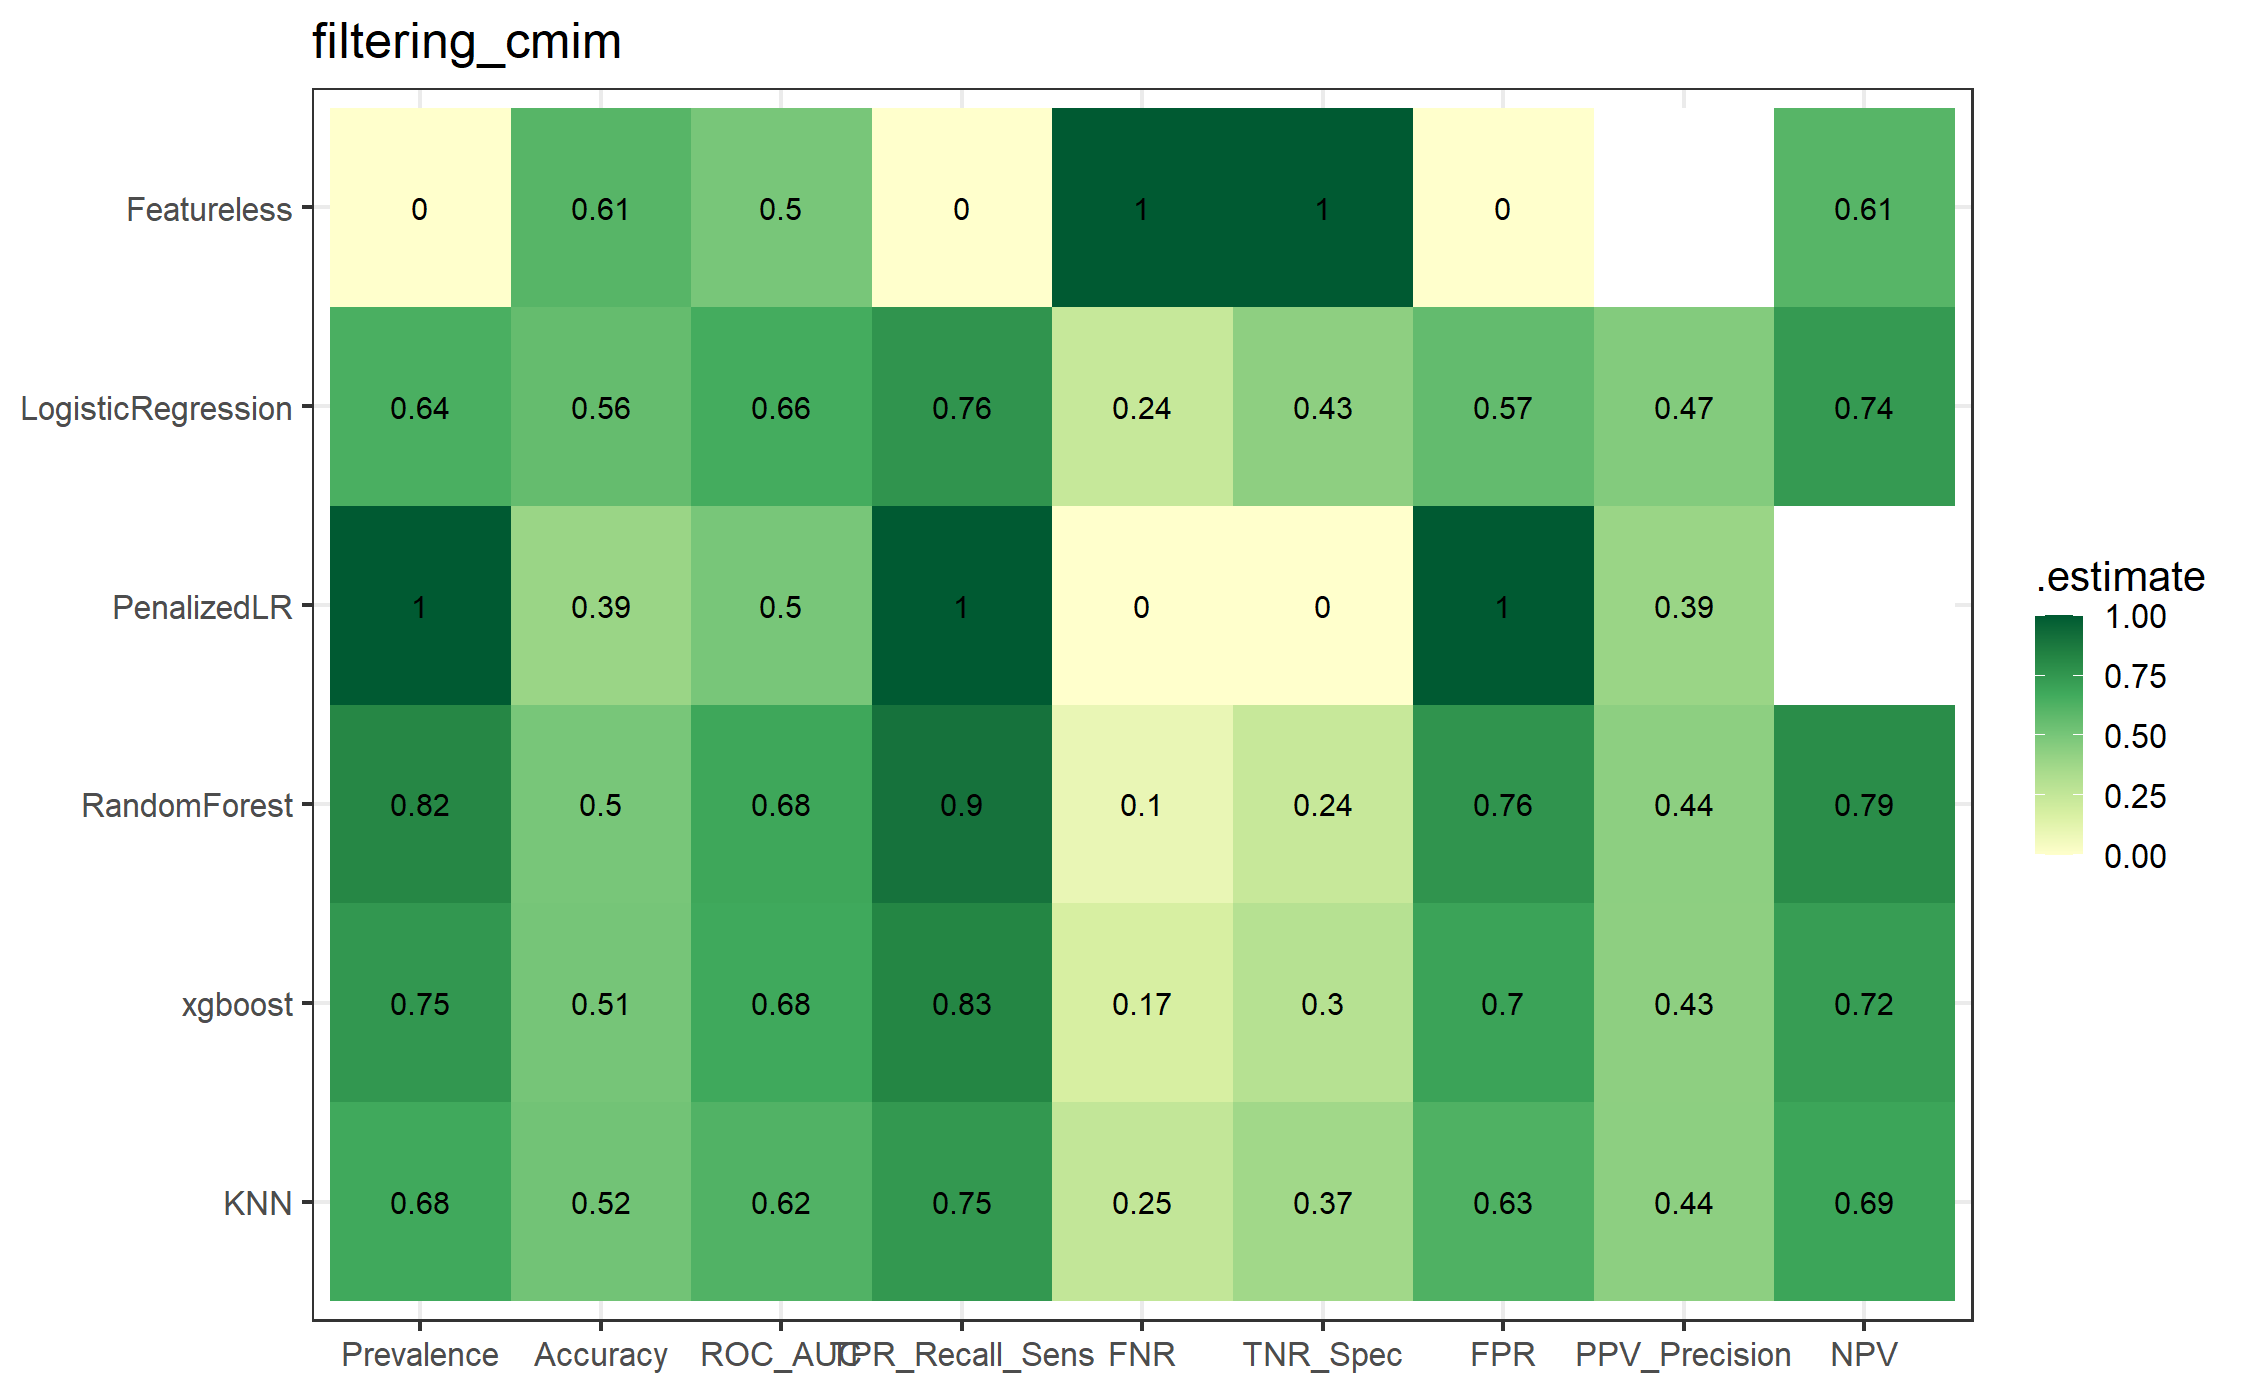 filtering_cmim
Featureless 0 0.61 0.5 0 1 1 0 0.61
LogisticRegression 0.64 0.56 0.66 0.76 0.24 0.43 0.57 0.47 0.74
PenalizedLR 1 0.39 0.5 1 0 0 1 0.39
RandomForest 0.82 0.5 0.68 0.9 0.1 0.24 0.76 0.44 0.79
xgboost 0.75 0.51 0.68 0.83 0.17 0.3 0.7 0.43 0.72
KNN 0.68 0.52 0.62 0.75 0.25 0.37 0.63 0.44 0.69
Prevalence Accuracy ROC_AUC TPR_Recall_Sens FNR TNR_Spec FPR PPV_Precision NPV
.estimate
1.00
0.75
0.50
0.25
0.00